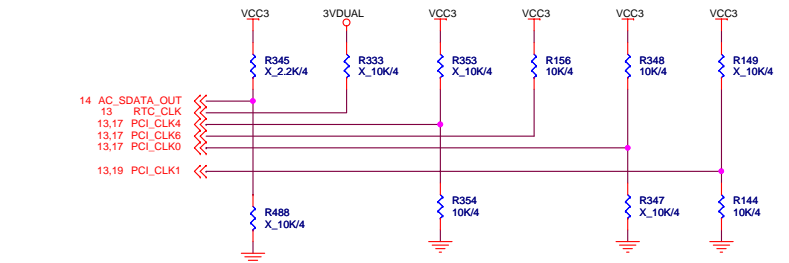 VCC3 3VDUAL VCC3 VCC3 VCC3 VCC3
R345 R333 R353 R156 R348 R149
X_2.2K/4 X_10K/4 X_10K/4 10K/4 10K/4 X_10K/4
14 AC_SDATA_OUT
13 RTC_CLK
13,17 PCI_CLK4
13,17 PCI_CLK6
13,17 PCI_CLK0
13,19 PCI_CLK1
R488 R354 R347 R144
X_10K/4 10K/4 X_10K/4 10K/4